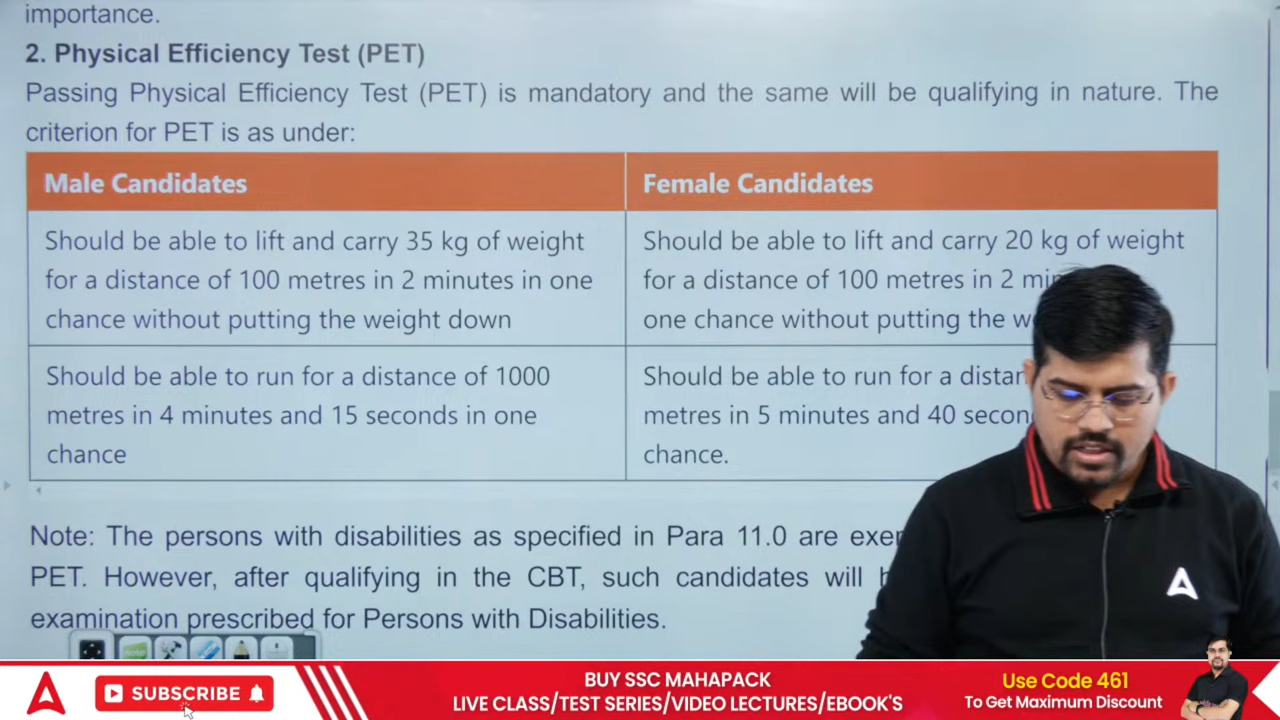 importance.
2. Physical Efficiency Test (PET)
Passing Physical Efficiency Test (PET) is mandatory and the same will be qualifying in nature. The
criterion for PET is as under:
Male Candidates
Female Candidates
Should be able to lift and carry 35 kg of weight
for a distance of 100 metres in 2 minutes in one
chance without putting the weight down
Should be able to lift and carry 20 kg of weight
for a distance of 100 metres in 2
one chance without putting the
Should be able to run for a distance of 1000
metres in 4 minutes and 15 seconds in one
chance
Should be able to run for a
metres in 5 minutes and 40
chance.
Note: The persons with disabilities as specified in Para 11.0 are
PET. However, after qualifying in the CBT, such candidates will
examination prescribed for Persons with Disabilities.
SUBSCRIBE
BUY SSC MAHAPACK
LIVE CLASS/TEST SERIES/VIDEO LECTURES/EBOOK'S
Use Code 461
To Get Maximum Discount